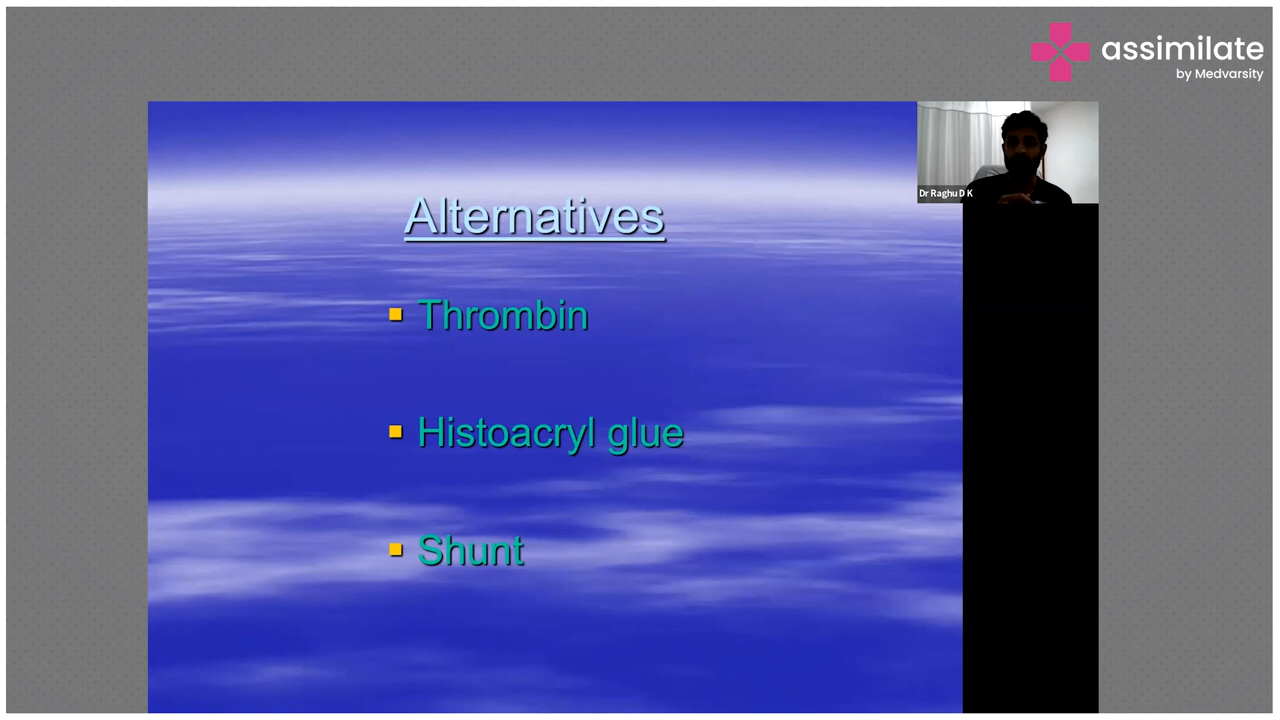 assimilate
by Medvarsity
Dr Raghu D K
Alternatives
Thrombin
Histoacryl glue
Shunt